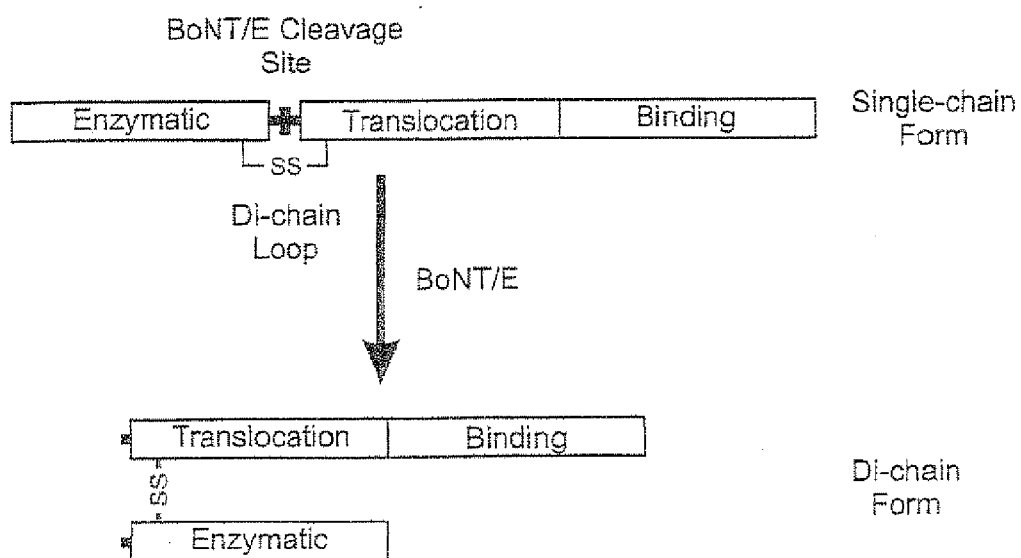 BoNT/E Cleavage
Site
Enzymatic
Translocation
Binding
Single-chain
Form
SS
Di-chain
Loop
BoNT/E
Translocation
Binding
SS
Enzymatic
Di-chain
Form